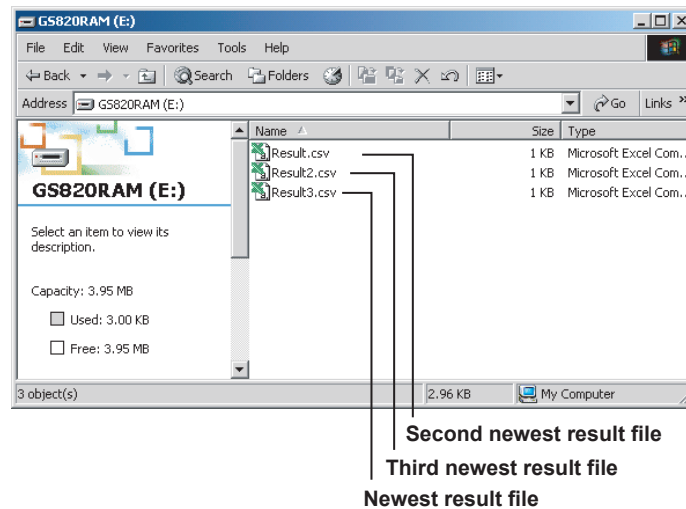 GS820RAM (E:)
File Edit View Favorites Tools Help
Back Search Folders
Address GS820RAM (E:) Go Links »
Name Size Type
Result.csv 1 KB Microsoft Excel Com..
Result2.csv 1 KB Microsoft Excel Com..
Result3.csv 1 KB Microsoft Excel Com..
GS820RAM (E:)
Select an item to view its
description.
Capacity: 3.95 MB
Used: 3.00 KB
Free: 3.95 MB
3 object(s) 2.96 KB My Computer
Second newest result file
Third newest result file
Newest result file